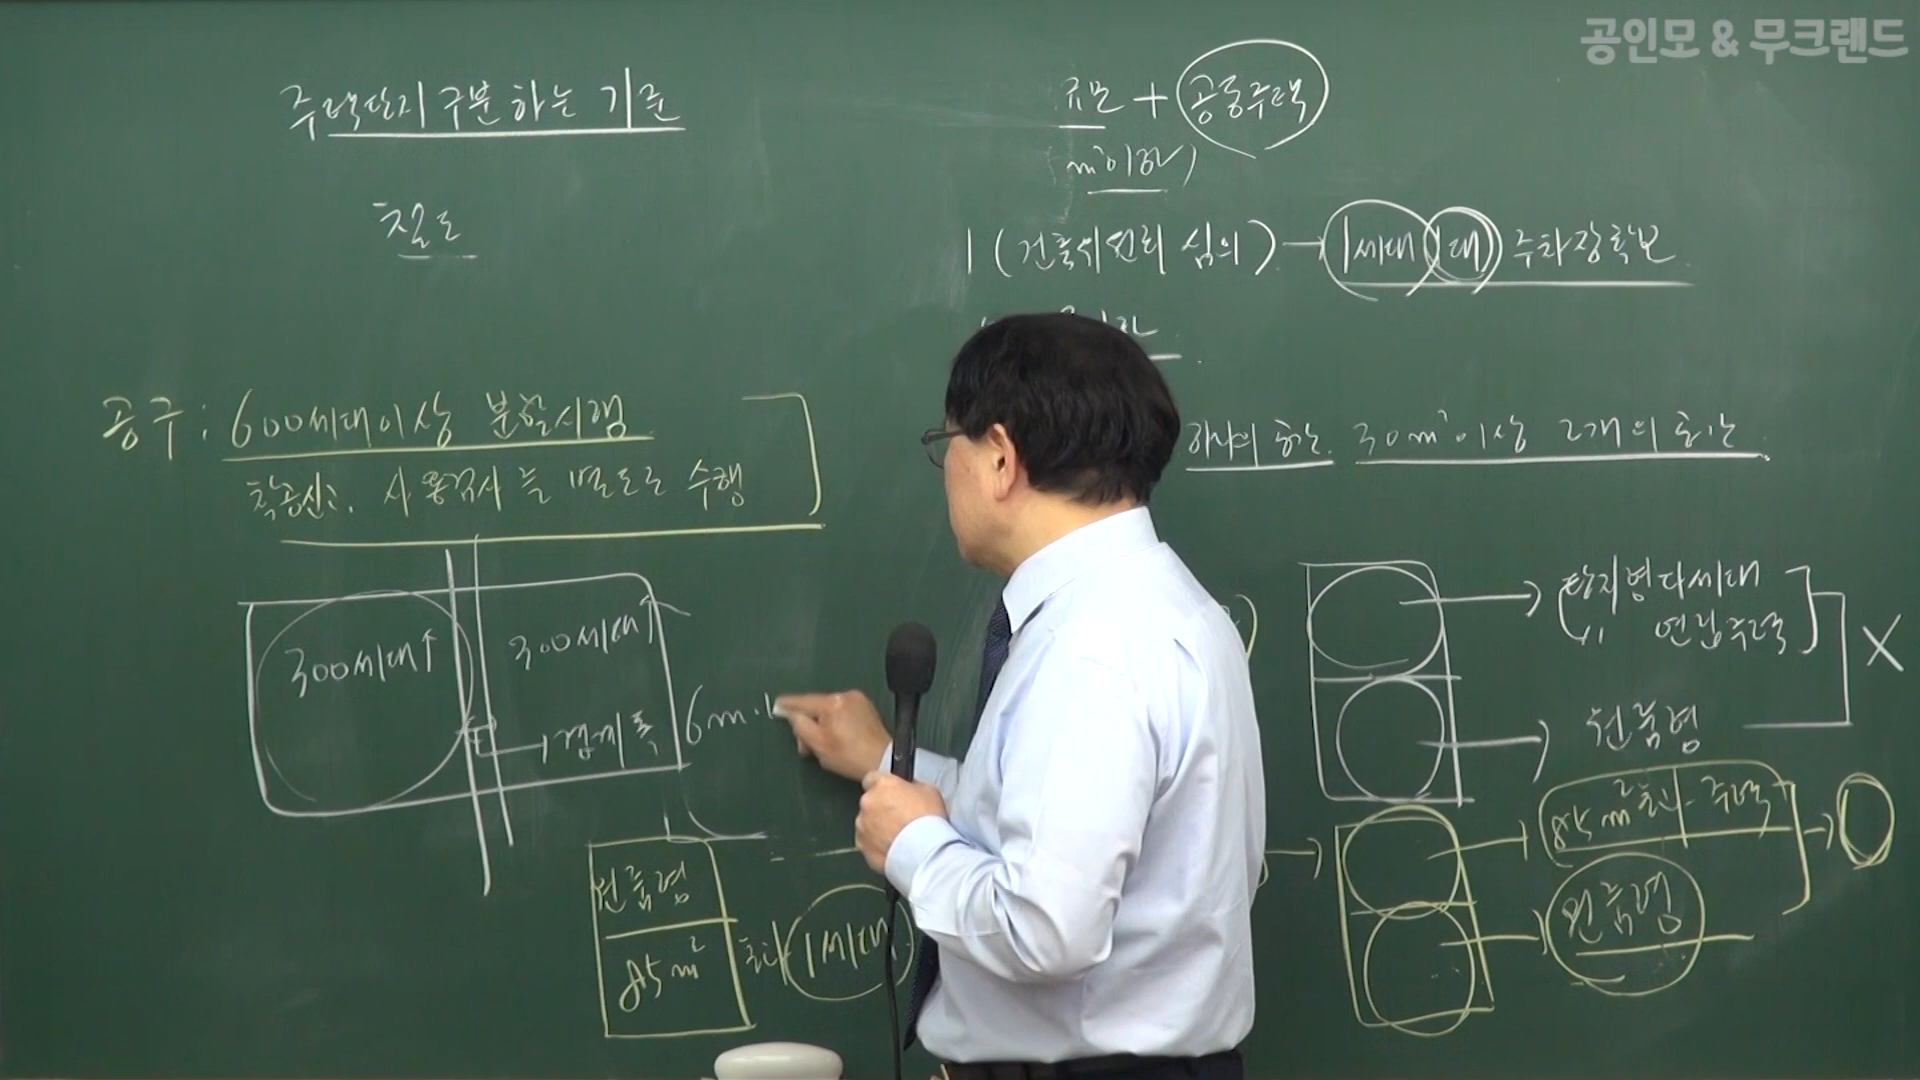 공인모 & 무크랜드
주택단지 구분하는 기준
철도
공구 : 600세대이상 분할시행
착공신고, 사용검사를 별도로 수행
300세대↑
300세대↑
경계 폭
6m.
원룸형
85m²
초과 1세대
규모 + 공동주택
(m²이하)
1 (건축위원회 심의) → 1세대 1대 주차장확보
하나의 공간 30m²이상 2개의 공간
단지형다세대
〃 연립주택
원룸형
X
85m²초과 주택
원룸형